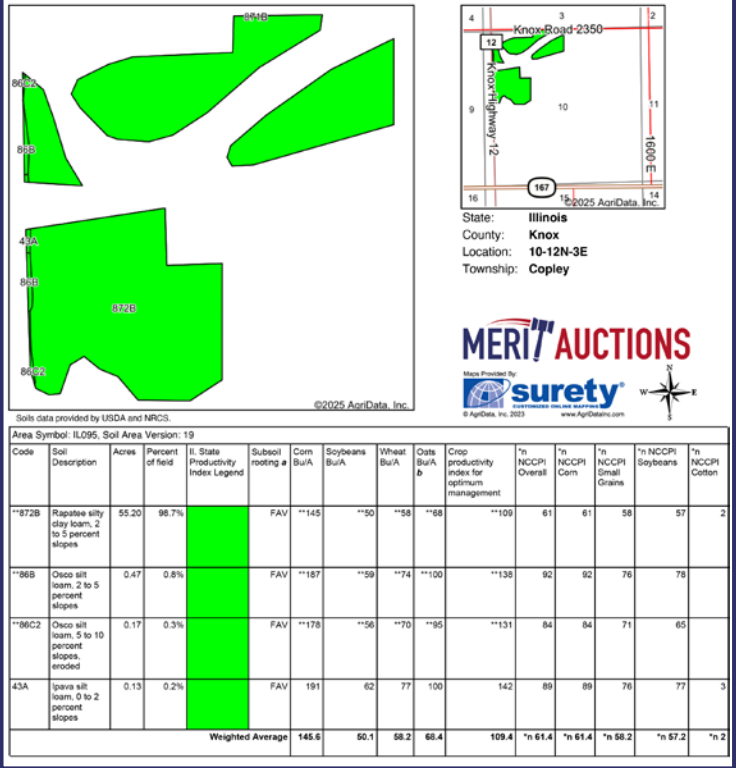 871B
86C2
86B
43A
86B
872B
86C2
©2025 AgriData, Inc.
Soils data provided by USDA and NRCS.
4 3 2
Knox Road 2350
12
Knox Highway 12
9 10 11
1600 E
167
16 15 14
©2025 AgriData, Inc.
State: Illinois
County: Knox
Location: 10-12N-3E
Township: Copley
MERIT AUCTIONS
Maps Provided By:
surety®
CUSTOMIZED ONLINE MAPPING
© AgriData, Inc. 2023 www.AgriDataInc.com
N
W E
S
Area Symbol: IL095, Soil Area Version: 19
Code | Soil Description | Acres | Percent of field | Il. State Productivity Index Legend | Subsoil rooting a | Corn Bu/A | Soybeans Bu/A | Wheat Bu/A | Oats Bu/A b | Crop productivity index for optimum management | *n NCCPI Overall | *n NCCPI Corn | *n NCCPI Small Grains | *n NCCPI Soybeans | *n NCCPI Cotton
**872B | Rapatee silty clay loam, 2 to 5 percent slopes | 55.20 | 98.7% | FAV | **145 | **50 | **58 | **68 | **109 | 61 | 61 | 58 | 57 | 2
**86B | Osco silt loam, 2 to 5 percent slopes | 0.47 | 0.8% | FAV | **187 | **59 | **74 | **100 | **138 | 92 | 92 | 76 | 78
**86C2 | Osco silt loam, 5 to 10 percent slopes, eroded | 0.17 | 0.3% | FAV | **178 | **56 | **70 | **95 | **131 | 84 | 84 | 71 | 65
43A | Ipava silt loam, 0 to 2 percent slopes | 0.13 | 0.2% | FAV | 191 | 62 | 77 | 100 | 142 | 89 | 89 | 76 | 77 | 3
Weighted Average | 145.6 | 50.1 | 58.2 | 68.4 | 109.4 | *n 61.4 | *n 61.4 | *n 58.2 | *n 57.2 | *n 2